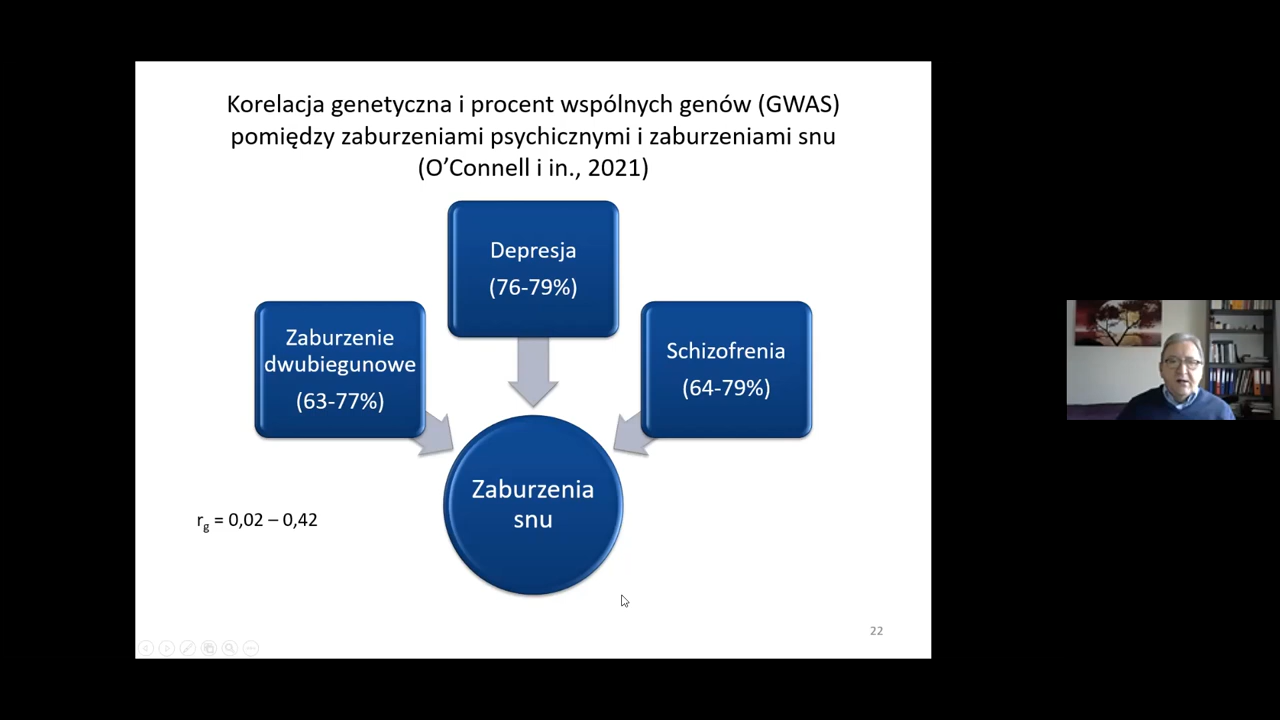 Korelacja genetyczna i procent wspólnych genów (GWAS)
pomiędzy zaburzeniami psychicznymi i zaburzeniami snu
(O’Connell i in., 2021)
Depresja
(76-79%)
Zaburzenie
dwubiegunowe
(63-77%)
Schizofrenia
(64-79%)
Zaburzenia
snu
rg = 0,02 – 0,42
22